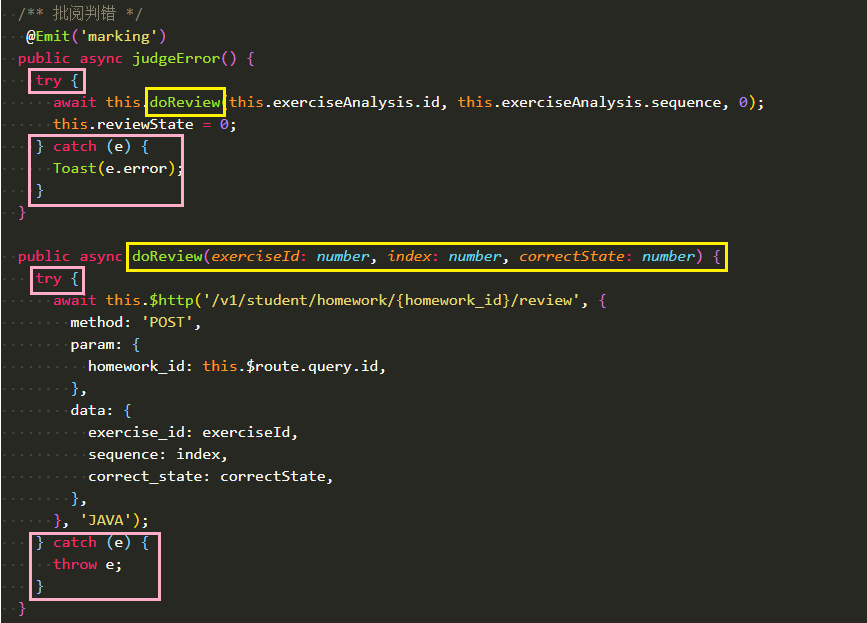 /** 批阅判错 */
@Emit('marking')
public async judgeError() {
try {
await this.doReview(this.exerciseAnalysis.id, this.exerciseAnalysis.sequence, 0);
this.reviewState = 0;
} catch (e) {
Toast(e.error);
}
}
public async doReview(exerciseId: number, index: number, correctState: number) {
try {
await this.$http('/v1/student/homework/{homework_id}/review', {
method: 'POST',
param: {
homework_id: this.$route.query.id,
},
data: {
exercise_id: exerciseId,
sequence: index,
correct_state: correctState,
},
}, 'JAVA');
} catch (e) {
throw e;
}
}